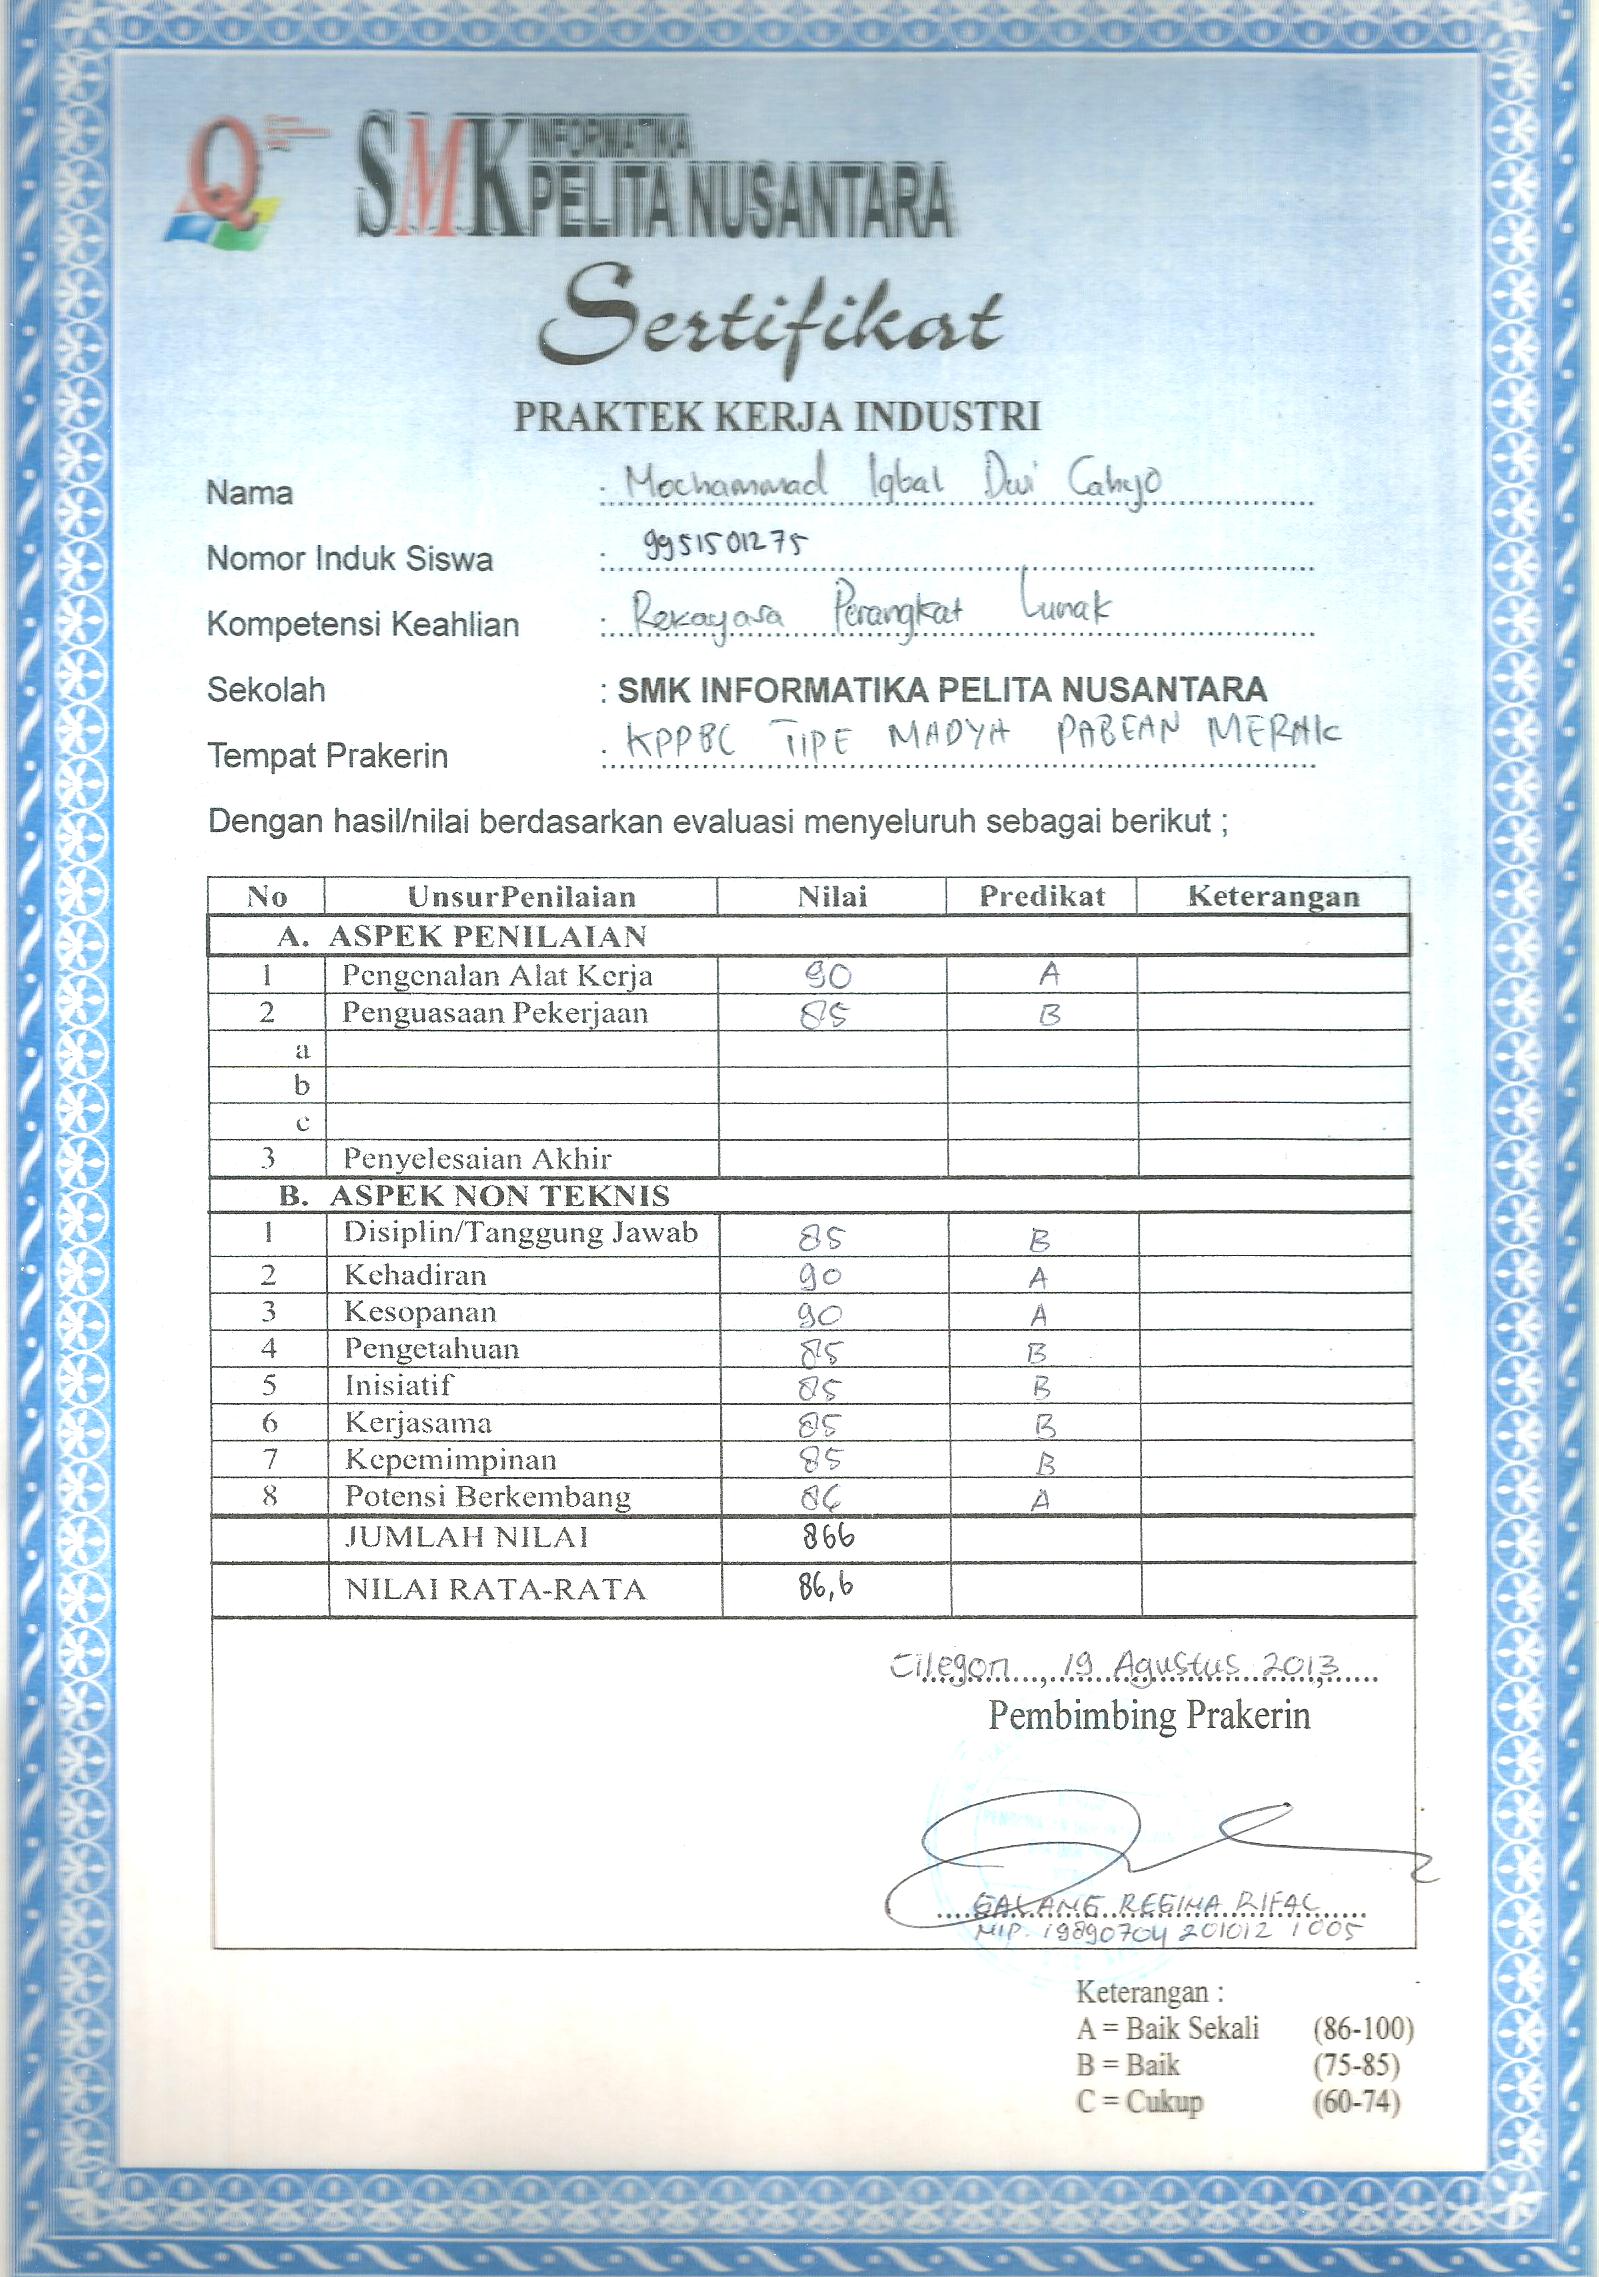 Q
SMK INFORMATIKA
PELITA NUSANTARA
Sertifikat
PRAKTEK KERJA INDUSTRI
Nama : Mochammad Iqbal Dwi Cahyo
Nomor Induk Siswa : 9951501275
Kompetensi Keahlian : Rekayasa Perangkat Lunak
Sekolah : SMK INFORMATIKA PELITA NUSANTARA
Tempat Prakerin : KPPBC TIPE MADYA PABEAN MERAK
Dengan hasil/nilai berdasarkan evaluasi menyeluruh sebagai berikut ;
No UnsurPenilaian Nilai Predikat Keterangan
A. ASPEK PENILAIAN
1 Pengenalan Alat Kerja 90 A
2 Penguasaan Pekerjaan 85 B
a
b
c
3 Penyelesaian Akhir
B. ASPEK NON TEKNIS
1 Disiplin/Tanggung Jawab 85 B
2 Kehadiran 90 A
3 Kesopanan 90 A
4 Pengetahuan 85 B
5 Inisiatif 85 B
6 Kerjasama 85 B
7 Kepemimpinan 85 B
8 Potensi Berkembang 86 A
JUMLAH NILAI 866
NILAI RATA-RATA 86,6
Cilegon, 19 Agustus 2013
Pembimbing Prakerin
GALANG REGINA RIFAL
NIP. 19890704 201012 1 005
Keterangan :
A = Baik Sekali (86-100)
B = Baik (75-85)
C = Cukup (60-74)